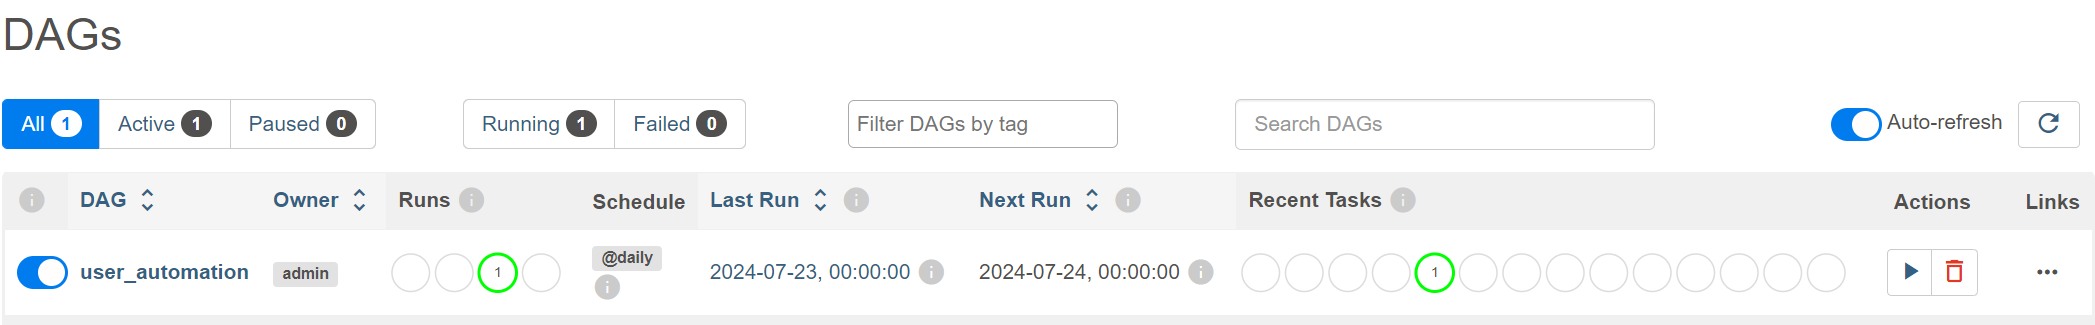 DAGs
All 1 Active 1 Paused 0 Running 1 Failed 0 Filter DAGs by tag Search DAGs Auto-refresh
DAG Owner Runs Schedule Last Run Next Run Recent Tasks Actions Links
user_automation admin 1 @daily 2024-07-23, 00:00:00 2024-07-24, 00:00:00 1